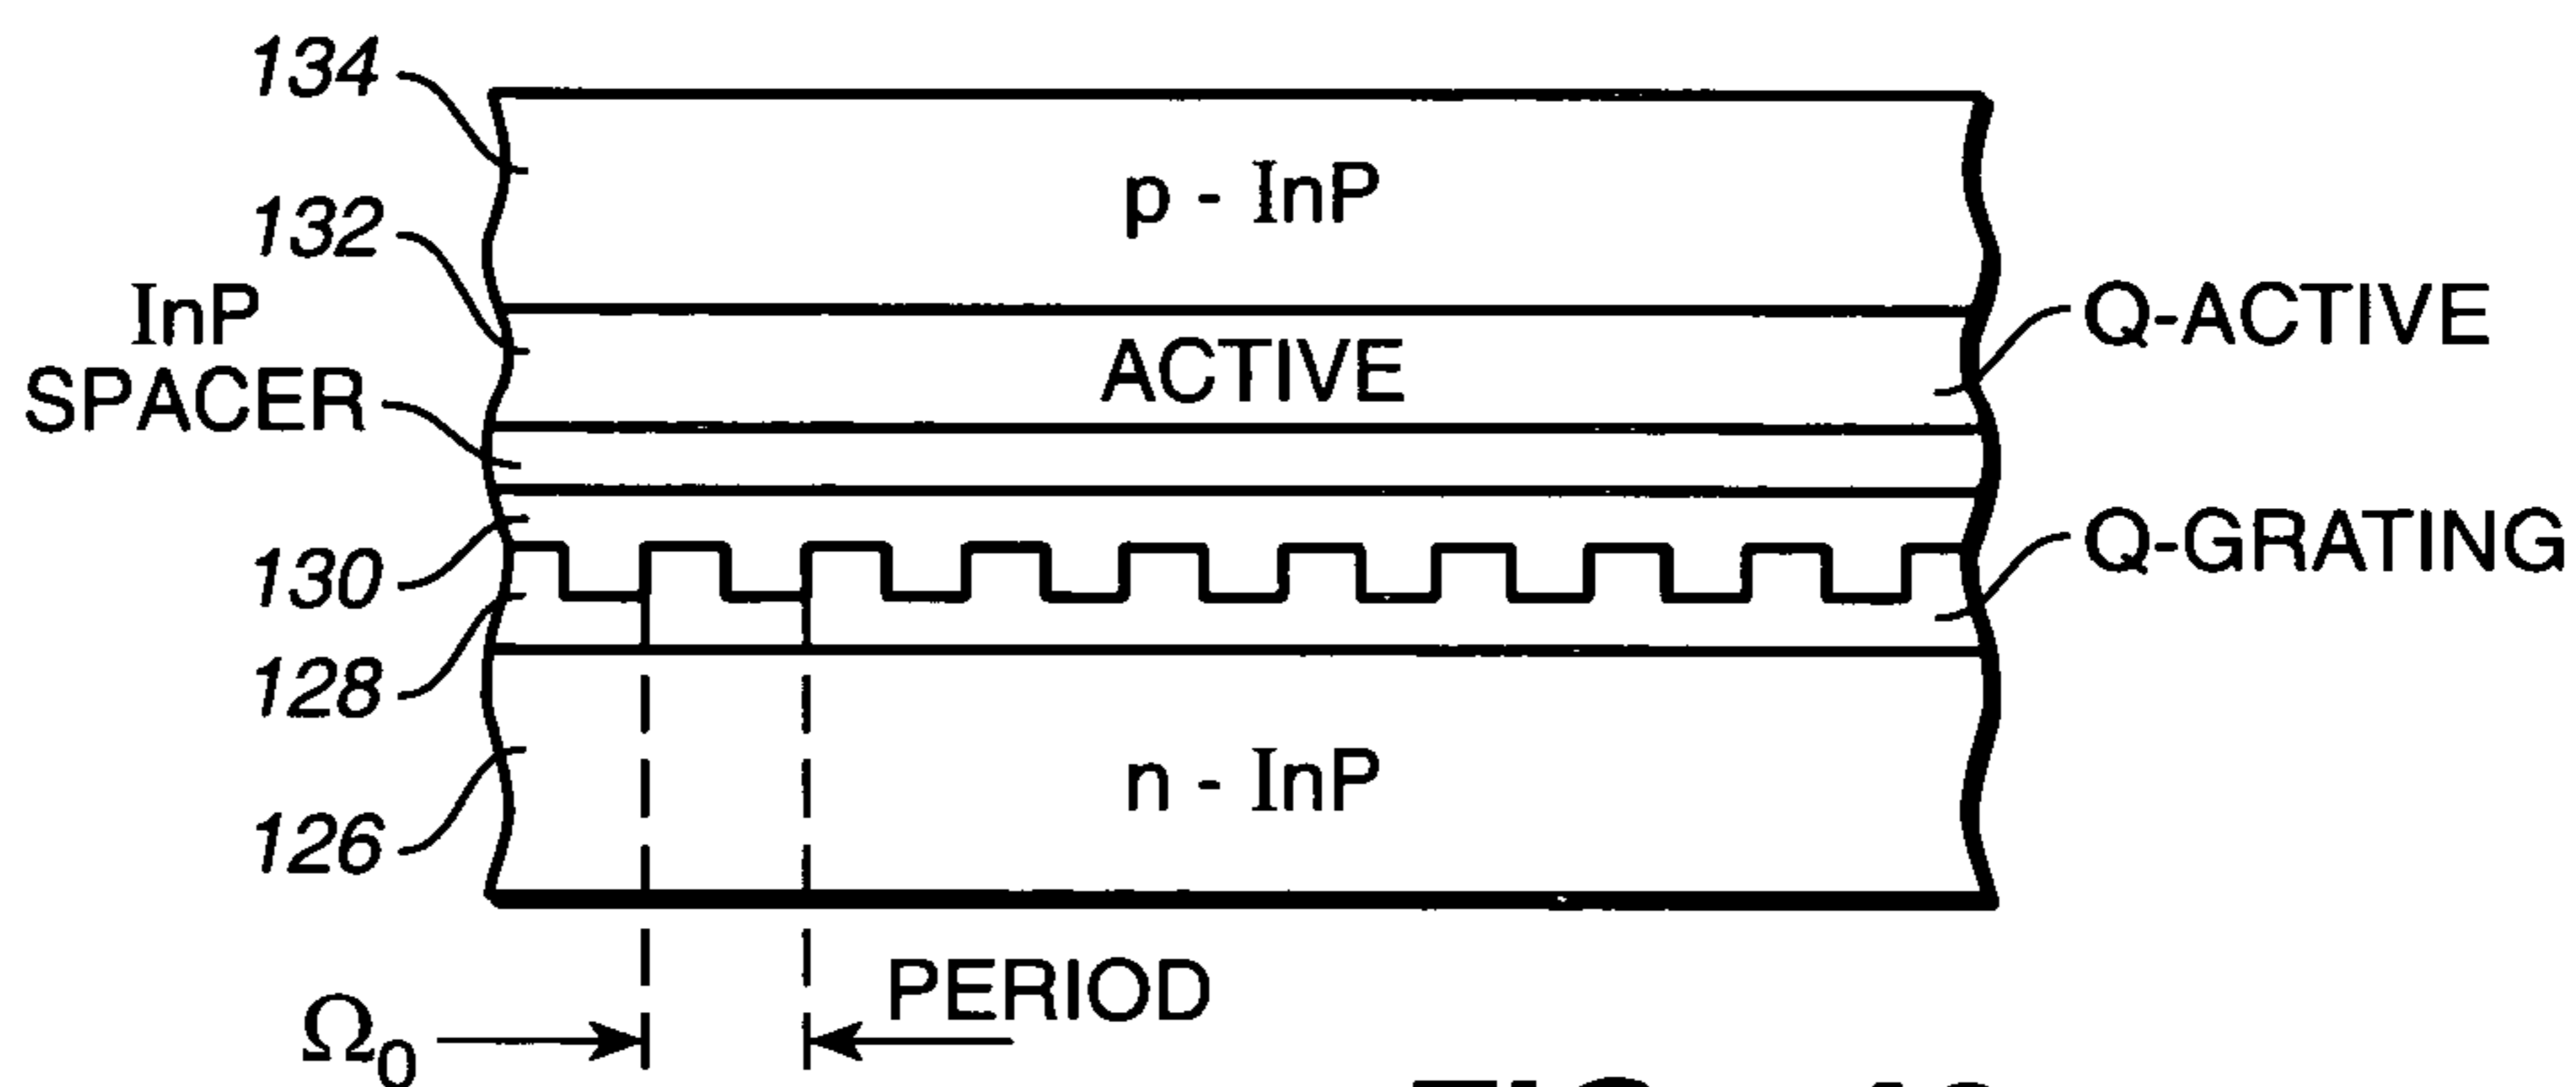 134
p - InP
132
InP
SPACER
Q-ACTIVE
ACTIVE
130
Q-GRATING
128
n - InP
126
PERIOD
Ω0